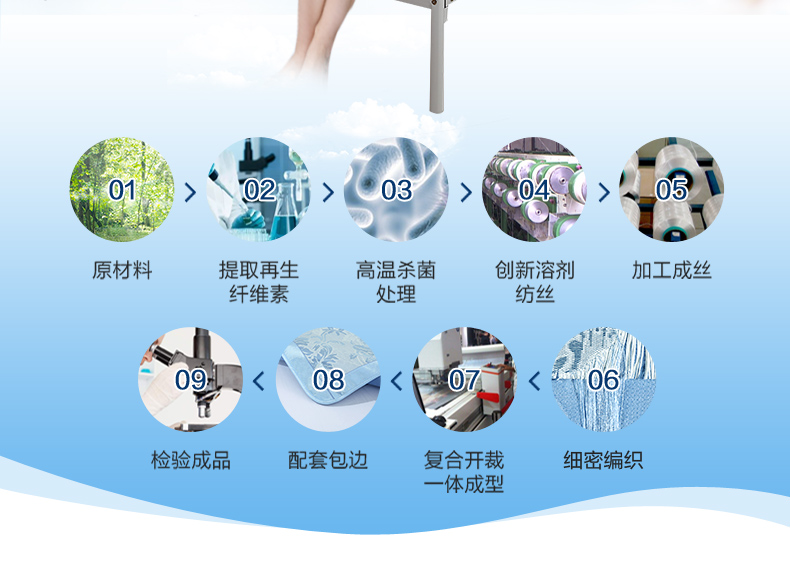 01
02
03
04
05
原材料
提取再生
纤维素
高温杀菌
处理
创新溶剂
纺丝
加工成丝
09
08
07
06
检验成品
配套包边
复合开裁
一体成型
细密编织